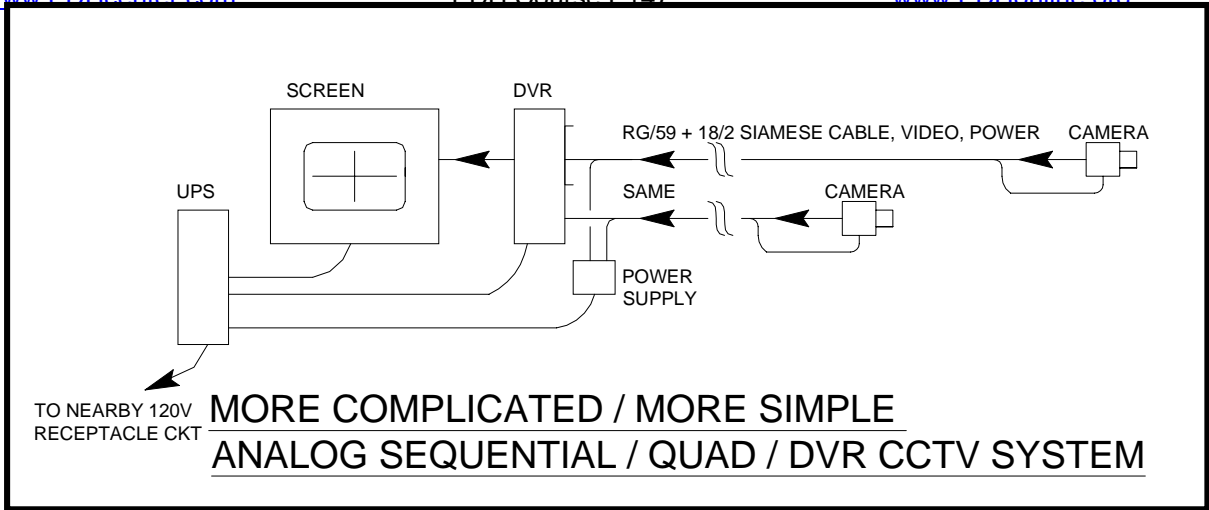 SCREEN
DVR
RG/59 + 18/2 SIAMESE CABLE, VIDEO, POWER
CAMERA
UPS
SAME
CAMERA
POWER
SUPPLY
TO NEARBY 120V
RECEPTACLE CKT
MORE COMPLICATED / MORE SIMPLE
ANALOG SEQUENTIAL / QUAD / DVR CCTV SYSTEM